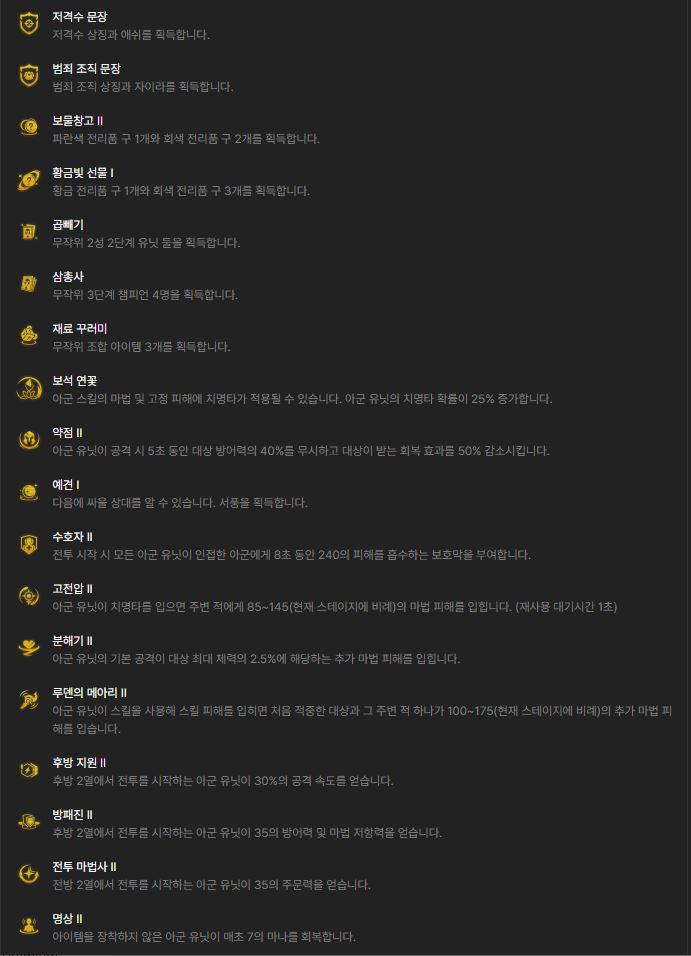 저격수 문장
저격수 상징과 애쉬를 획득합니다.
범죄 조직 문장
범죄 조직 상징과 자이라를 획득합니다.
보물창고 II
파란색 전리품 구 1개와 회색 전리품 구 2개를 획득합니다.
황금빛 선물 I
황금 전리품 구 1개와 회색 전리품 구 3개를 획득합니다.
곱빼기
무작위 2성 2단계 유닛 둘을 획득합니다.
삼총사
무작위 3단계 챔피언 4명을 획득합니다.
재료 꾸러미
무작위 조합 아이템 3개를 획득합니다.
보석 연꽃
아군 스킬의 마법 및 고정 피해에 치명타가 적용될 수 있습니다. 아군 유닛의 치명타 확률이 25% 증가합니다.
약점 II
아군 유닛이 공격 시 5초 동안 대상 방어력의 40%를 무시하고 대상이 받는 회복 효과를 50% 감소시킵니다.
예견 I
다음에 싸울 상대를 알 수 있습니다. 서풍을 획득합니다.
수호자 II
전투 시작 시 모든 아군 유닛이 인접한 아군에게 8초 동안 240의 피해를 흡수하는 보호막을 부여합니다.
고전압 II
아군 유닛이 치명타를 입으면 주변 적에게 85~145(현재 스테이지에 비례)의 마법 피해를 입힙니다. (재사용 대기시간 1초)
분해기 II
아군 유닛의 기본 공격이 대상 최대 체력의 2.5%에 해당하는 추가 마법 피해를 입힙니다.
루덴의 메아리 II
아군 유닛이 스킬을 사용해 스킬 피해를 입히면 처음 적중한 대상과 그 주변 적 하나가 100~175(현재 스테이지에 비례)의 추가 마법 피
해를 입습니다.
후방 지원 II
후방 2열에서 전투를 시작하는 아군 유닛이 30%의 공격 속도를 얻습니다.
방패진 II
후방 2열에서 전투를 시작하는 아군 유닛이 35의 방어력 및 마법 저항력을 얻습니다.
전투 마법사 II
전방 2열에서 전투를 시작하는 아군 유닛이 35의 주문력을 얻습니다.
명상 II
아이템을 장착하지 않은 아군 유닛이 매초 7의 마나를 회복합니다.